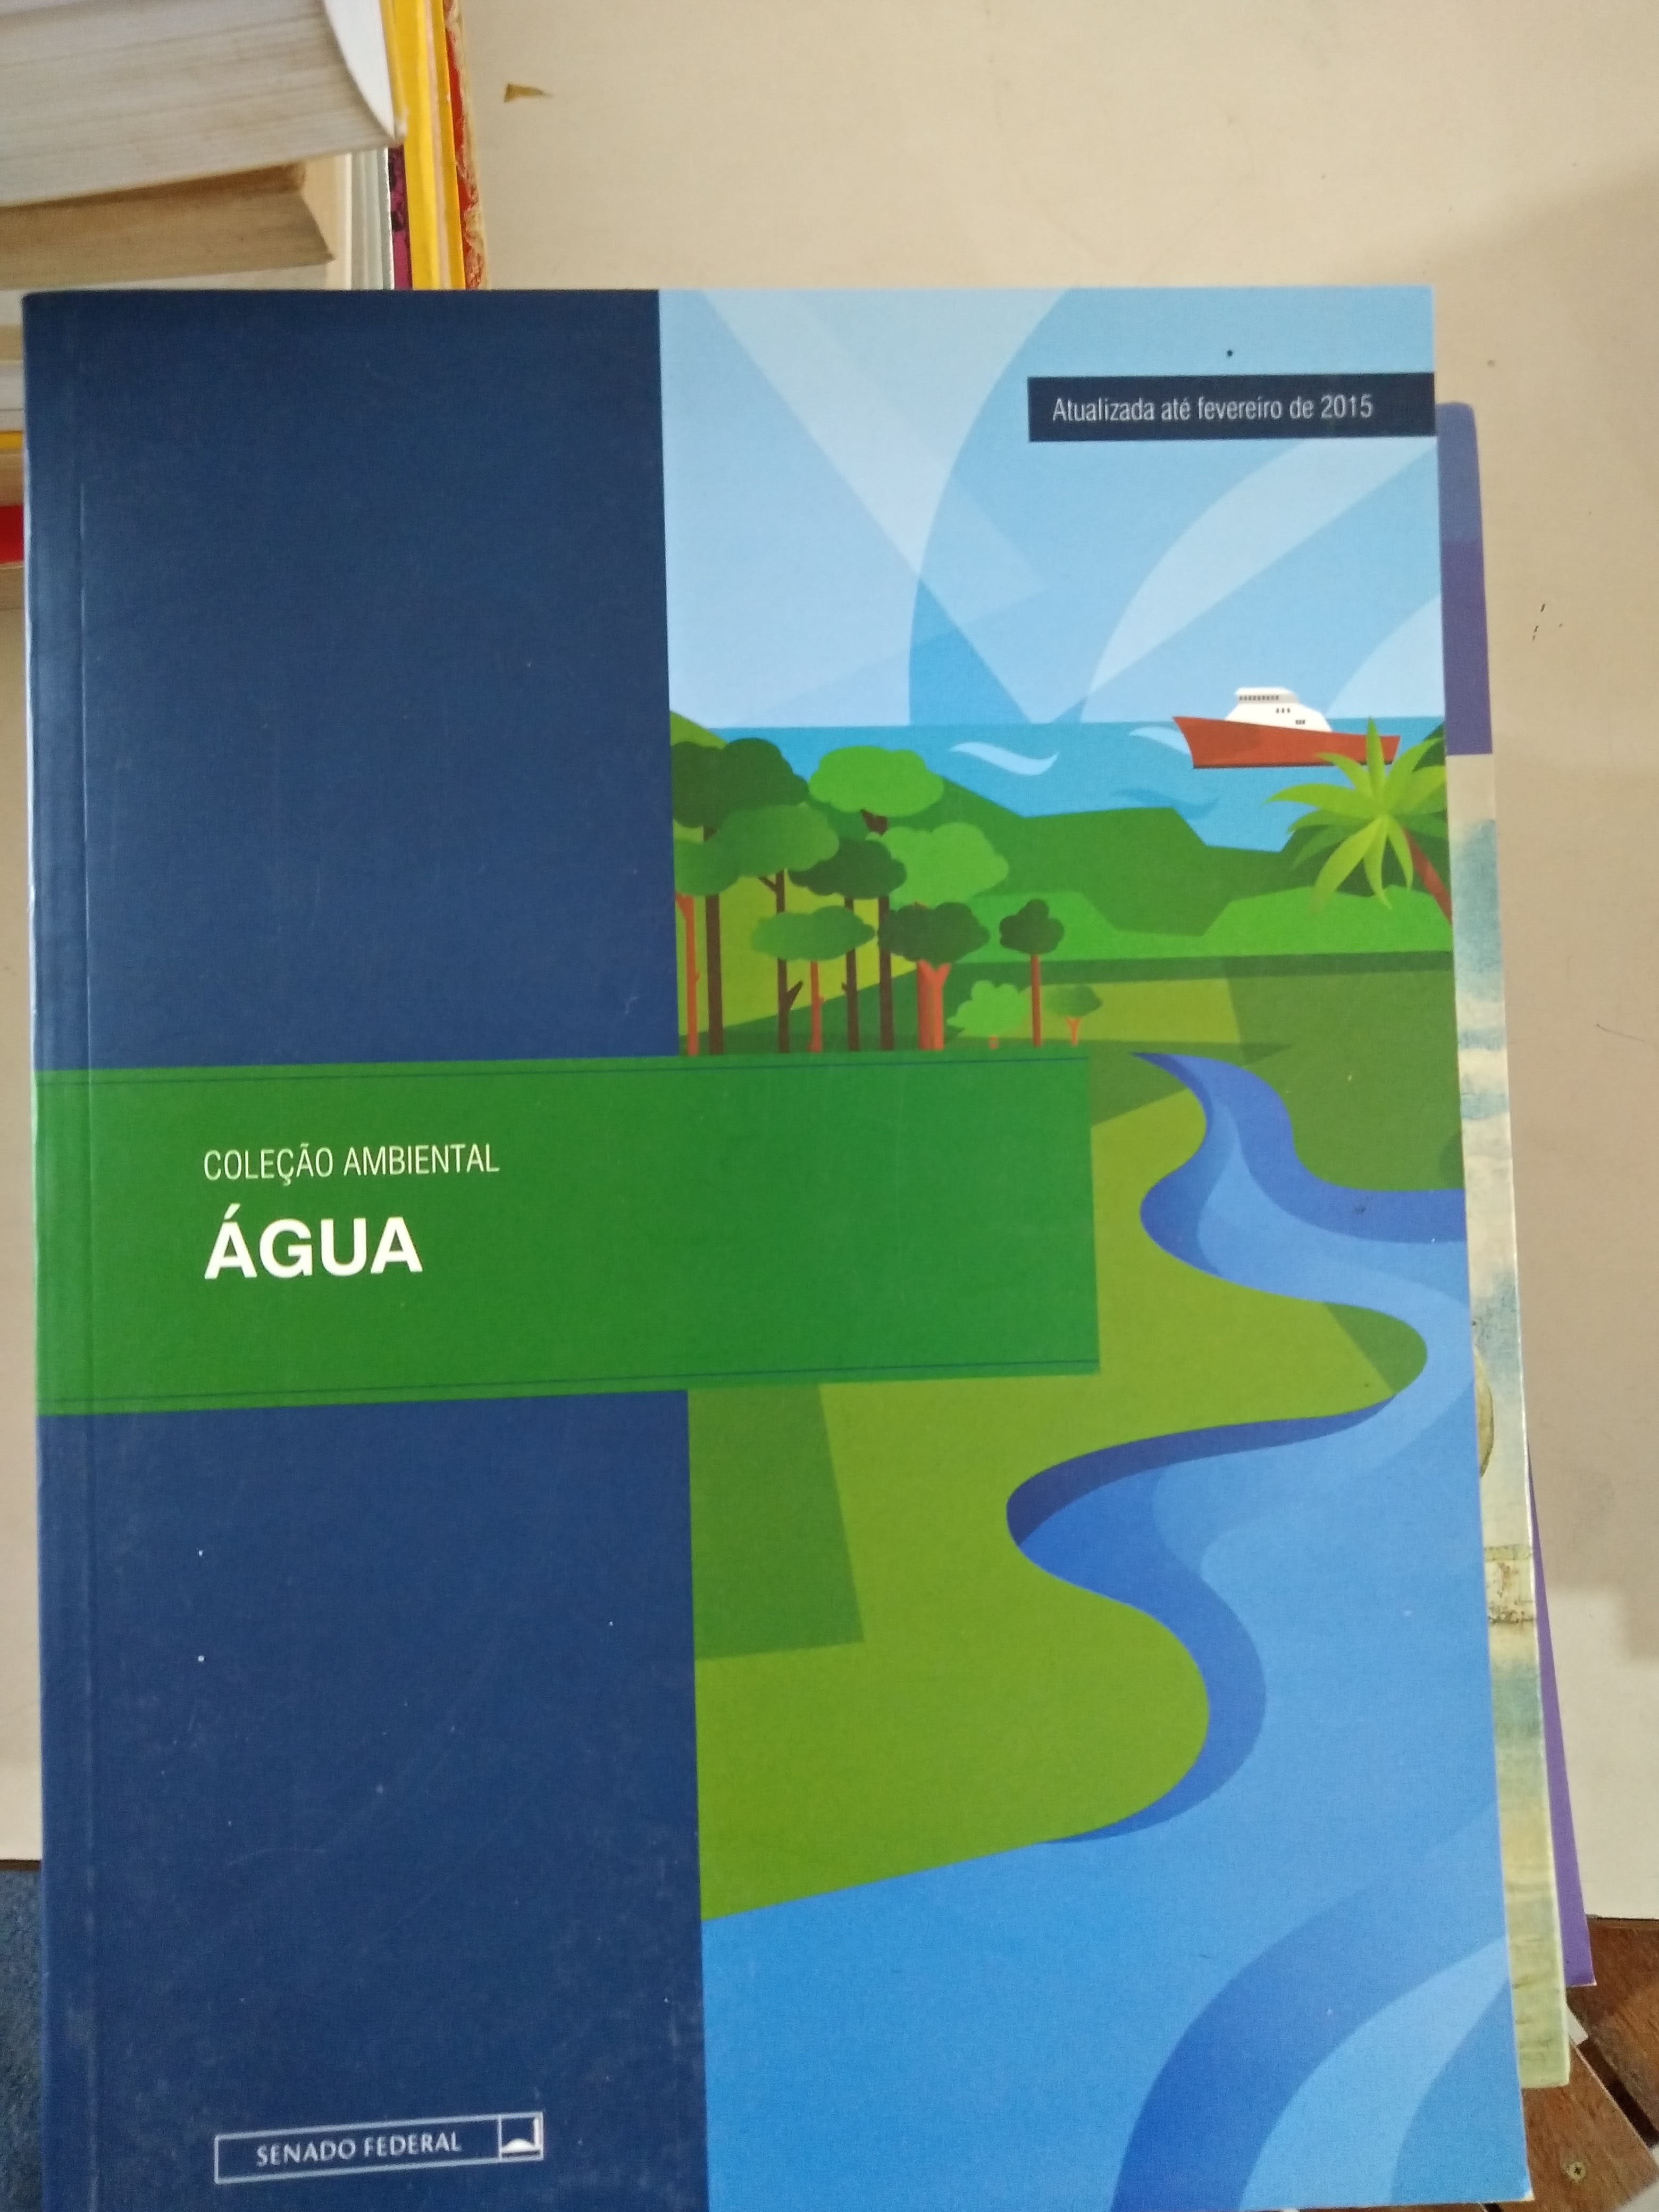 Atualizada até fevereiro de 2015
COLEÇÃO AMBIENTAL
ÁGUA
SENADO FEDERAL